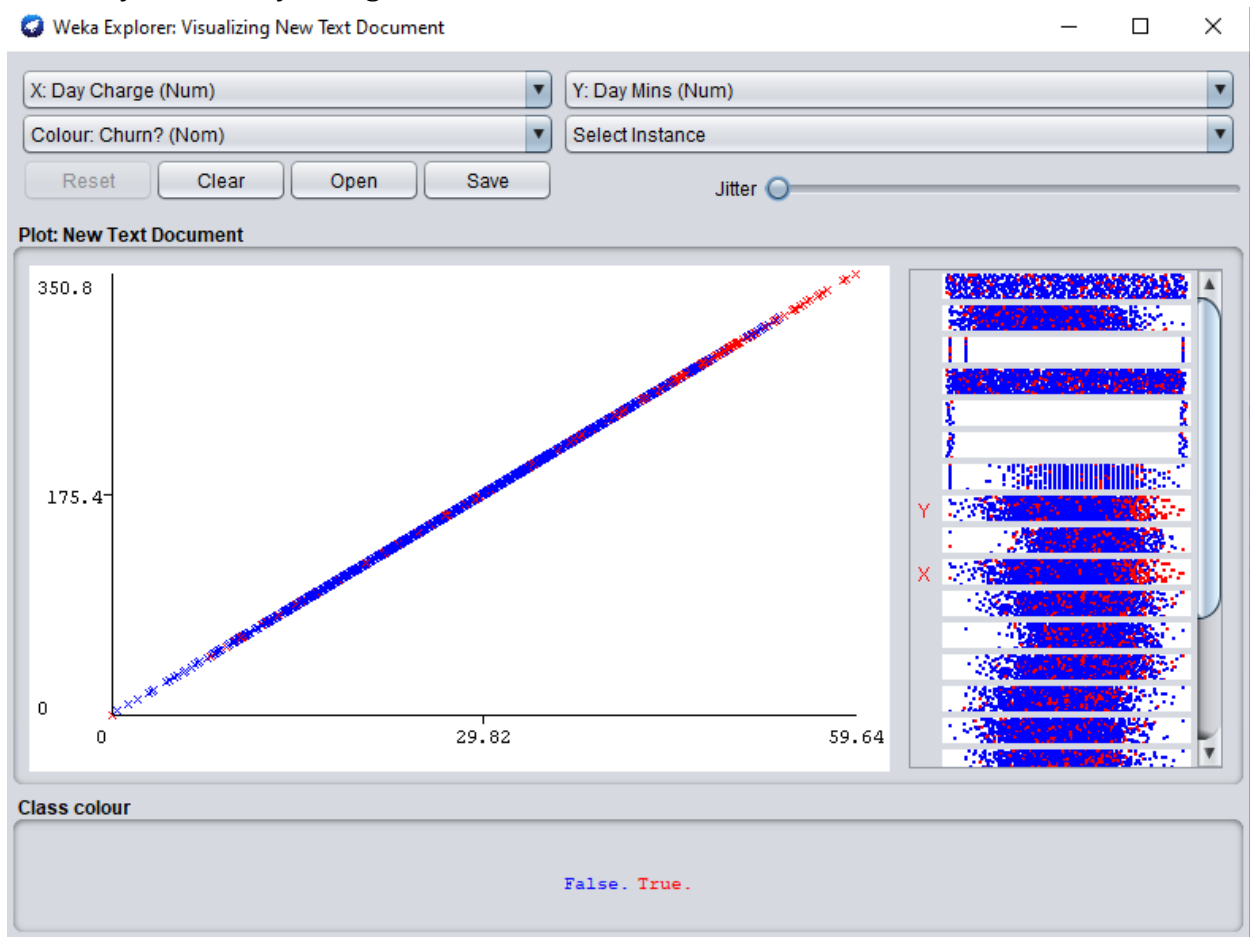 Weka Explorer: Visualizing New Text Document
X: Day Charge (Num)
Y: Day Mins (Num)
Colour: Churn? (Nom)
Select Instance
Reset
Clear
Open
Save
Jitter
Plot: New Text Document
350.8
175.4
0
0
29.82
59.64
Y
X
Class colour
False. True.